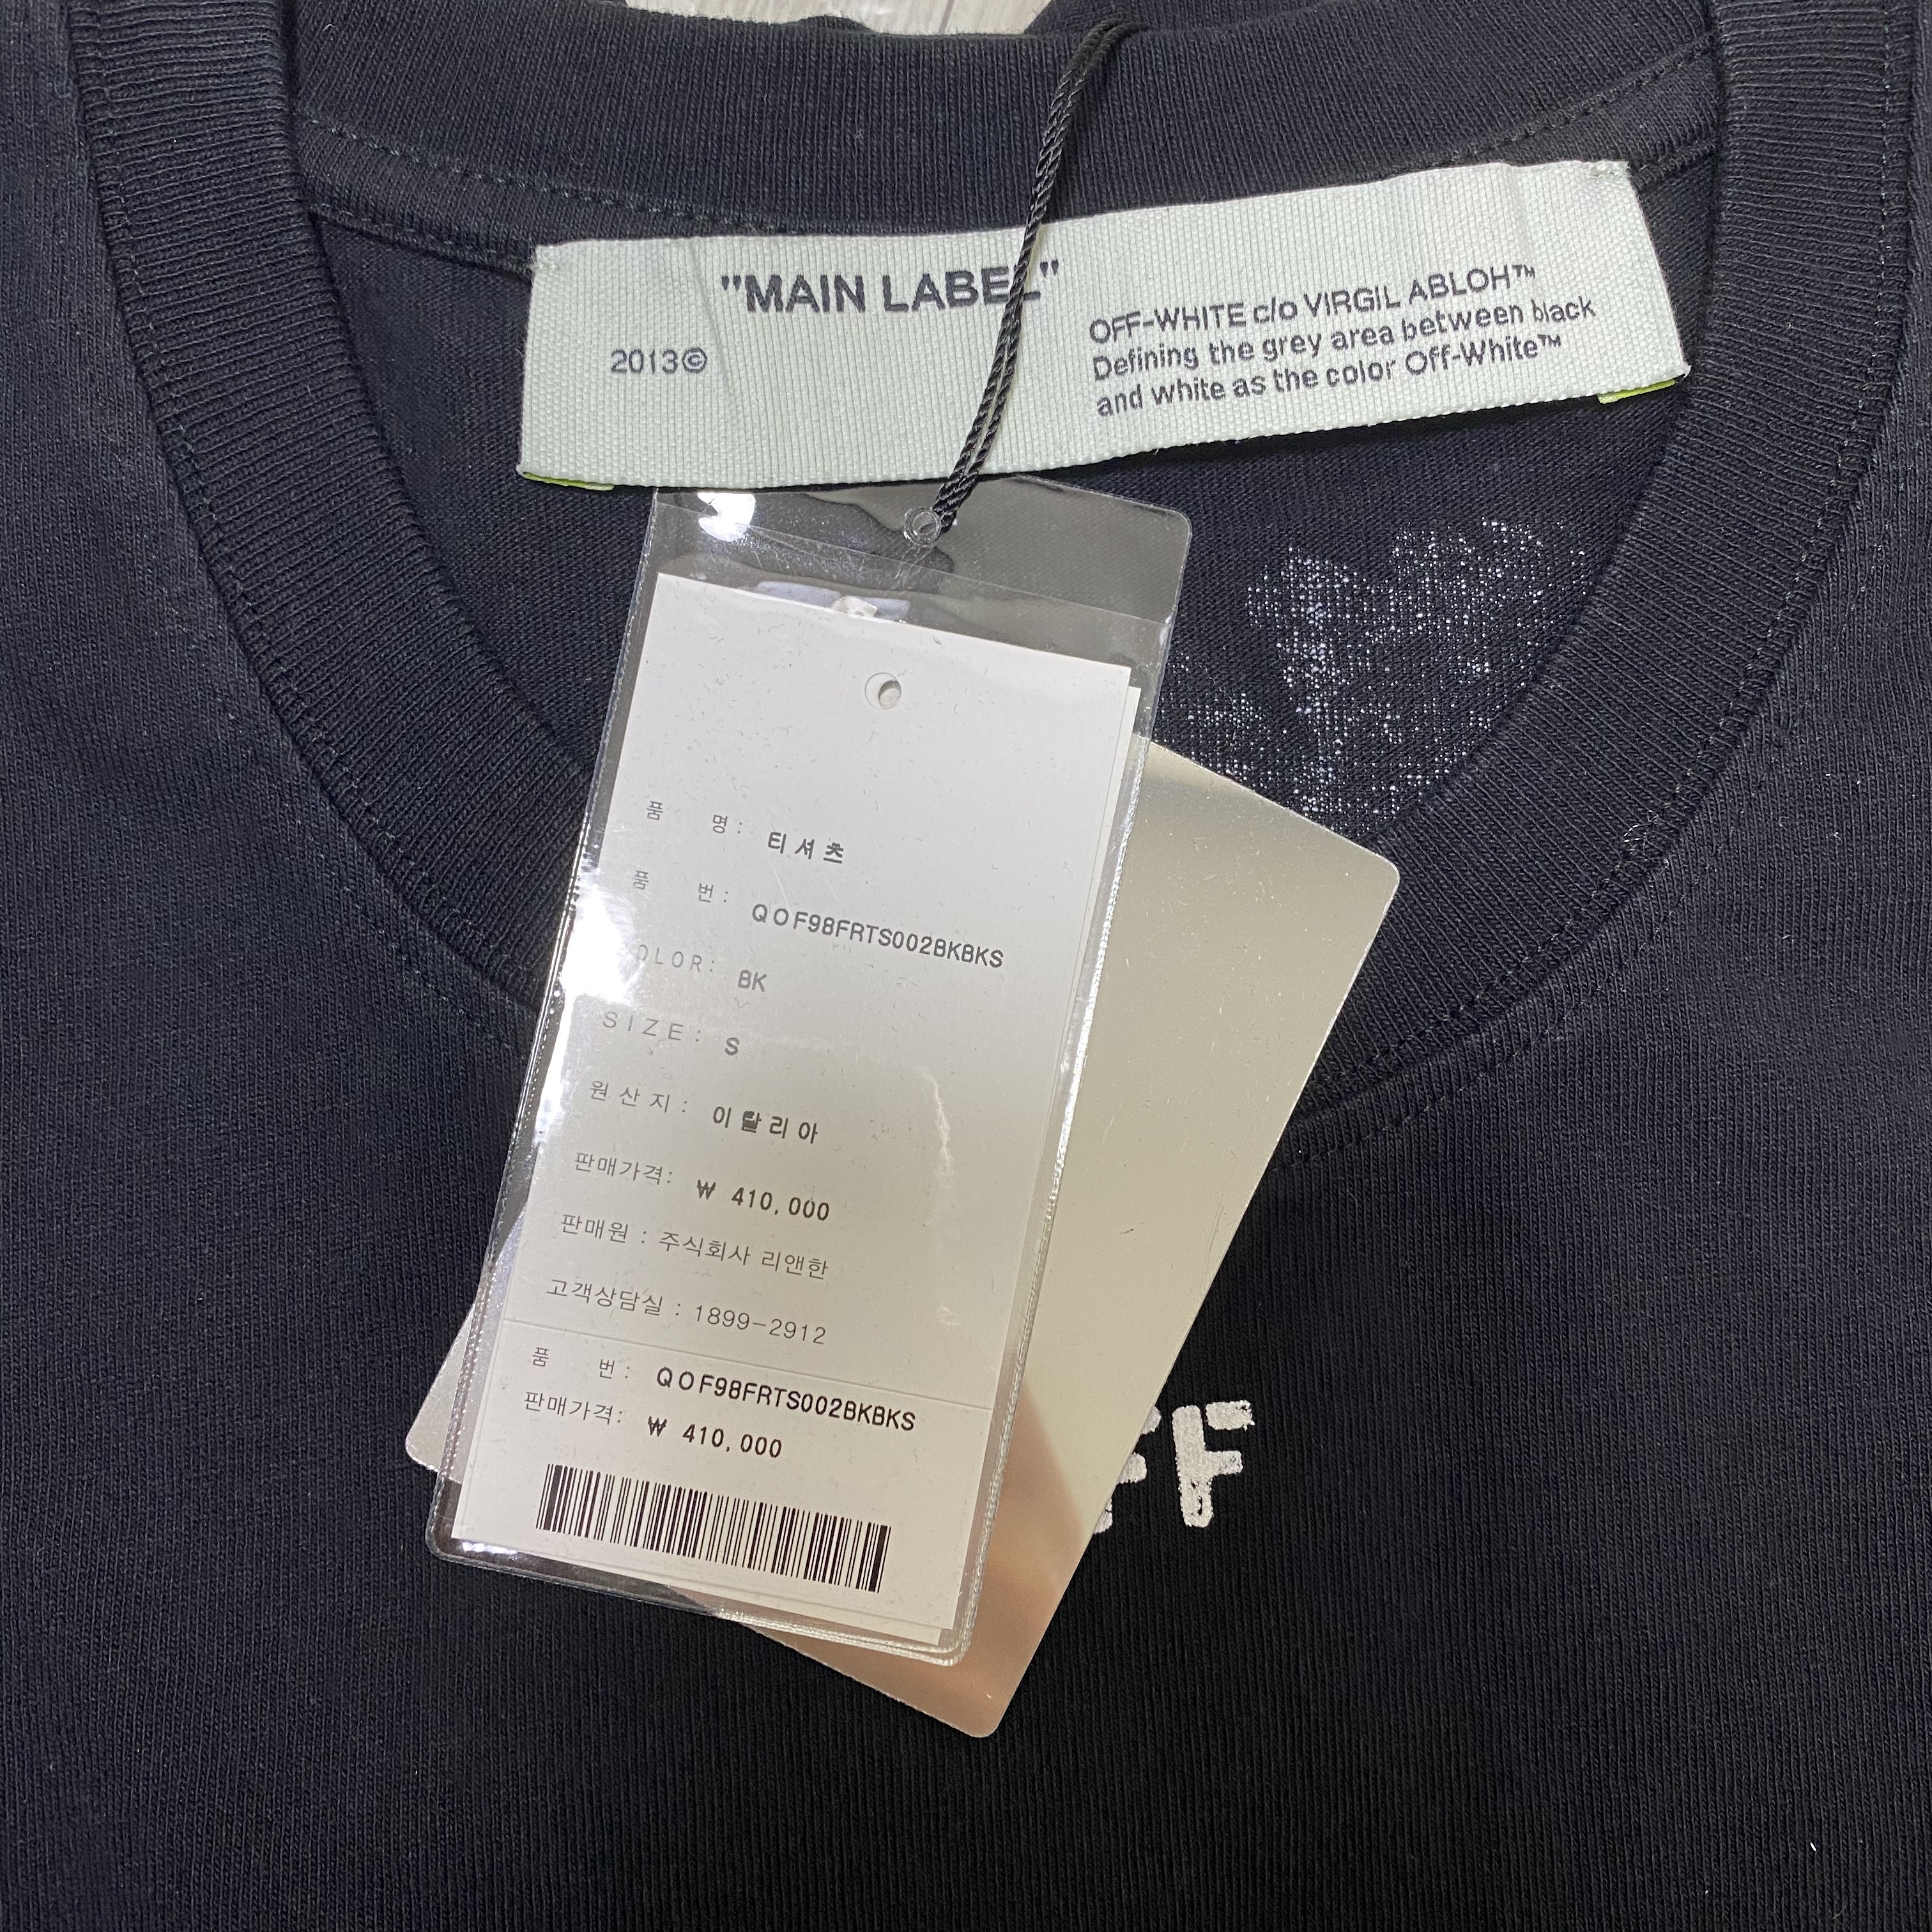 "MAIN LABEL"
2013©
OFF-WHITE c/o VIRGIL ABLOH™
Defining the grey area between black
and white as the color Off-White™
품 명: 티셔츠
품 번: QOF98FRTS002BKBKS
OLOR: BK
SIZE: S
원산지: 이탈리아
판매가격: ₩ 410,000
판매원 : 주식회사 리앤한
고객상담실 : 1899-2912
품 번: QOF98FRTS002BKBKS
판매가격: ₩ 410,000
FF